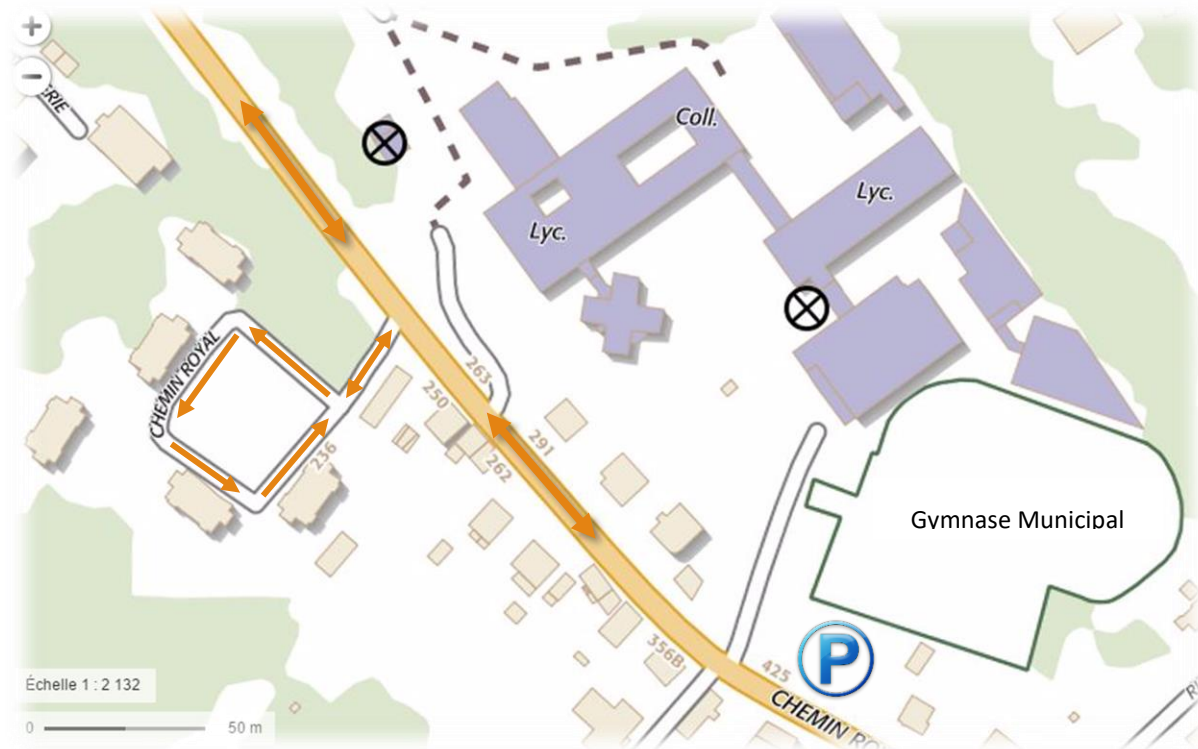 +
−
ERIE
Coll.
Lyc.
Lyc.
CHEMIN ROYAL
263
250
291
262
236
Gymnase Municipal
P
356B
425
CHEMIN RO
Échelle 1 : 2 132
0
50 m